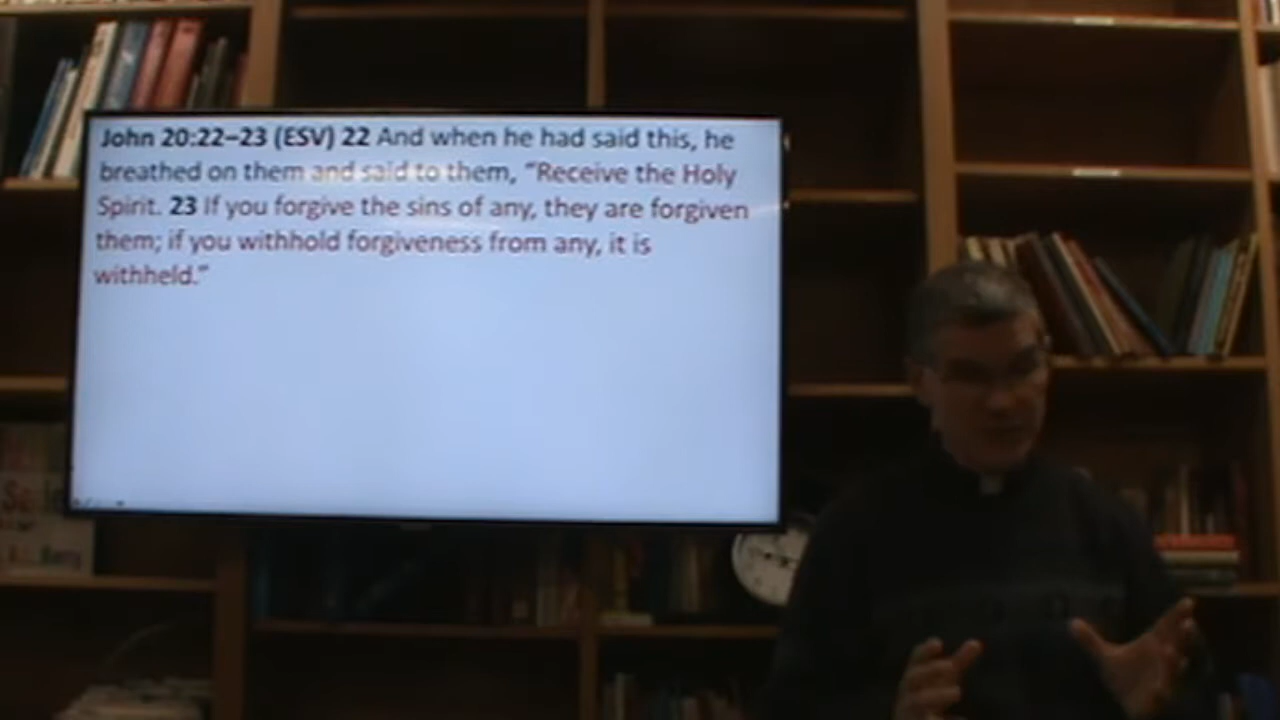 John 20:22–23 (ESV) 22 And when he had said this, he
breathed on them and said to them, “Receive the Holy
Spirit. 23 If you forgive the sins of any, they are forgiven
them; if you withhold forgiveness from any, it is
withheld.”